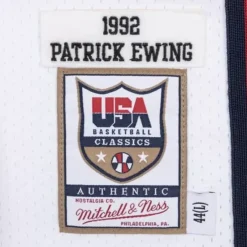 1992
PATRICK EWING
USA
BASKETBALL
CLASSICS
AUTHENTIC
NOSTALGIA CO.
Mitchell & Ness
PHILADELPHIA, PA.
44(L)